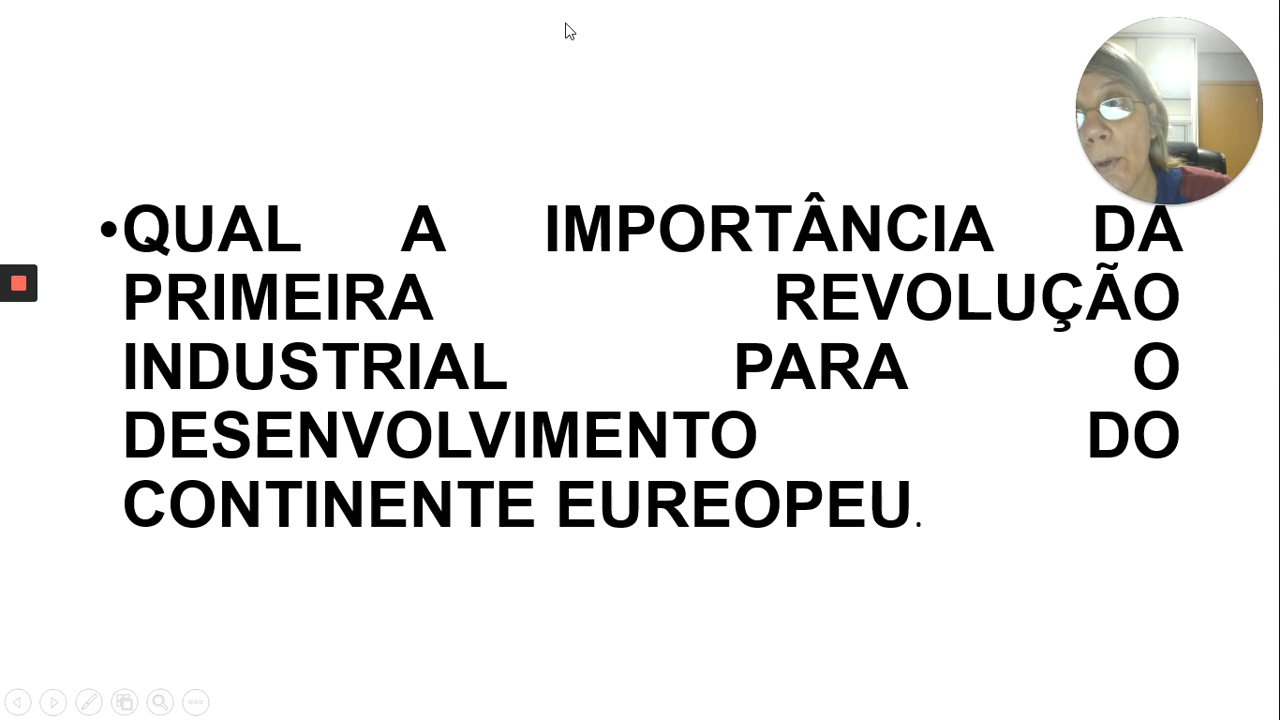 •QUAL A IMPORTÂNCIA DA
PRIMEIRA REVOLUÇÃO
INDUSTRIAL PARA O
DESENVOLVIMENTO DO
CONTINENTE EUREOPEU.